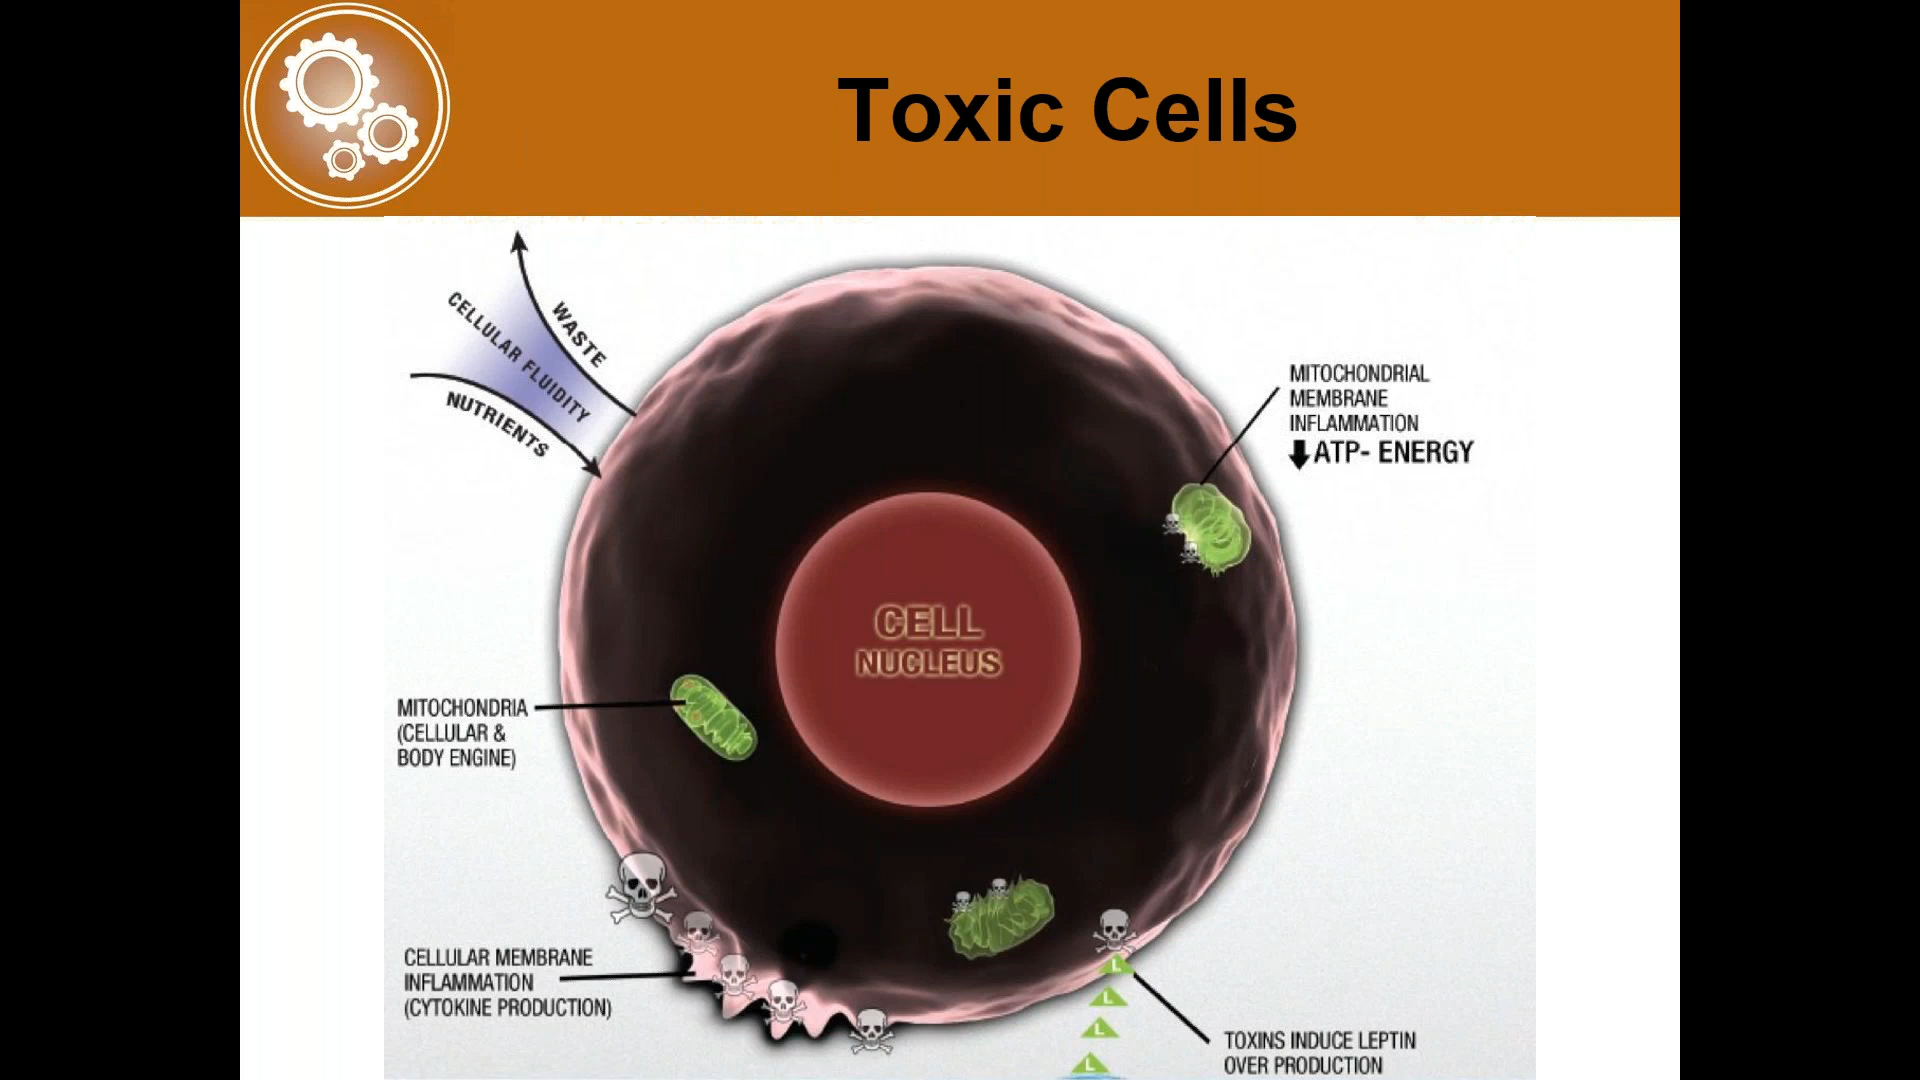 Toxic Cells
WASTE
CELLULAR FLUIDITY
NUTRIENTS
MITOCHONDRIAL
MEMBRANE
INFLAMMATION
ATP- ENERGY
CELL
NUCLEUS
MITOCHONDRIA
(CELLULAR &
BODY ENGINE)
CELLULAR MEMBRANE
INFLAMMATION
(CYTOKINE PRODUCTION)
L
L
L
L
TOXINS INDUCE LEPTIN
OVER PRODUCTION